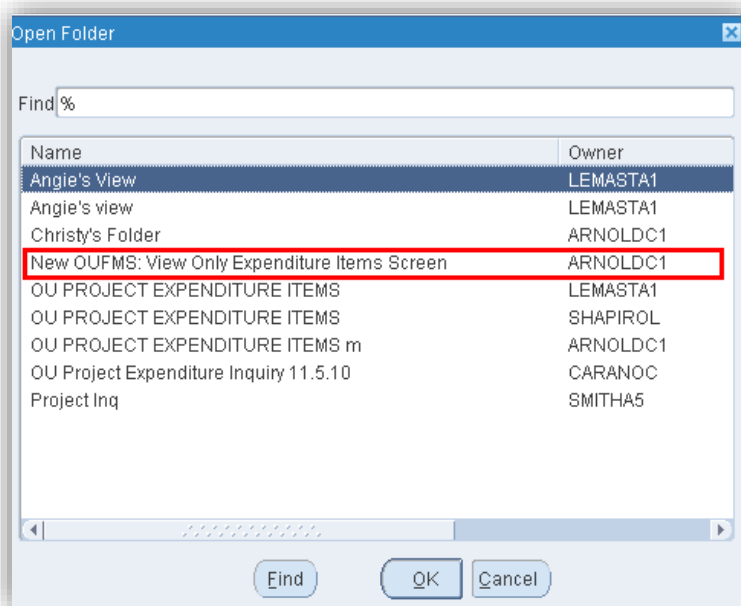 Open Folder
Find %
Name Owner
Angie's View LEMASTA1
Angie's view LEMASTA1
Christy's Folder ARNOLDC1
New OUFMS: View Only Expenditure Items Screen ARNOLDC1
OU PROJECT EXPENDITURE ITEMS LEMASTA1
OU PROJECT EXPENDITURE ITEMS SHAPIROL
OU PROJECT EXPENDITURE ITEMS m ARNOLDC1
OU Project Expenditure Inquiry 11.5.10 CARANOC
Project Inq SMITHA5
Find OK Cancel